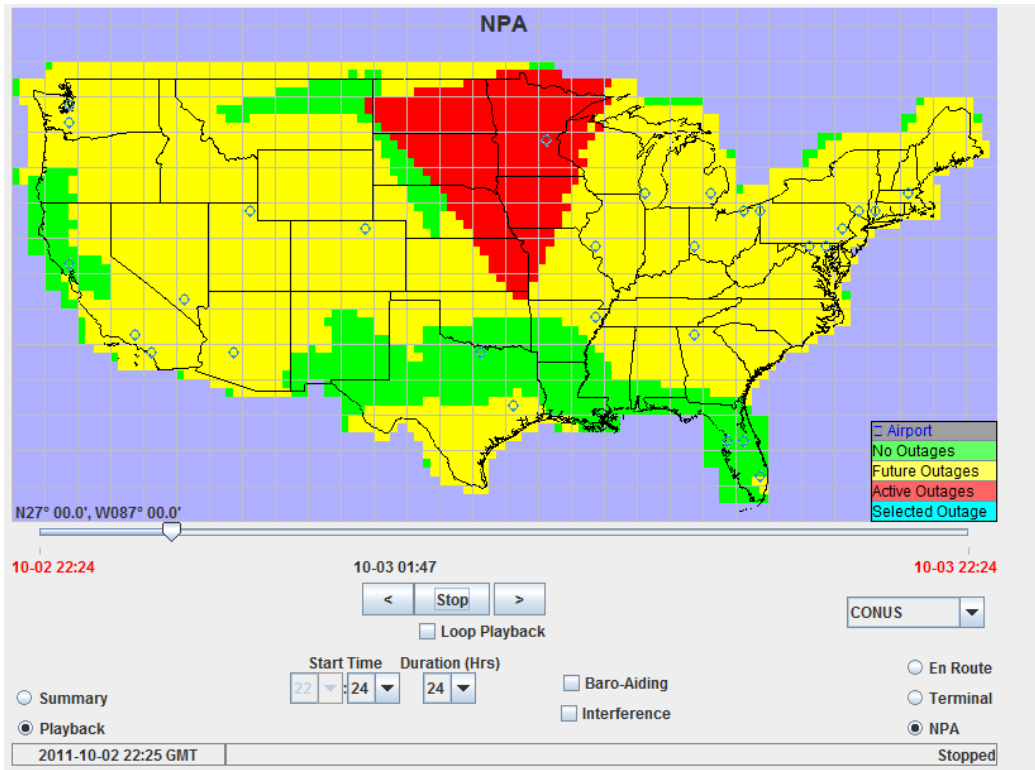 NPA
Airport
No Outages
Future Outages
Active Outages
Selected Outage
N27° 00.0', W087° 00.0'
10-02 22:24
10-03 01:47
10-03 22:24
< Stop >
CONUS
Loop Playback
Start Time Duration (Hrs)
22 : 24 24
Baro-Aiding
Interference
En Route
Terminal
NPA
Summary
Playback
2011-10-02 22:25 GMT
Stopped